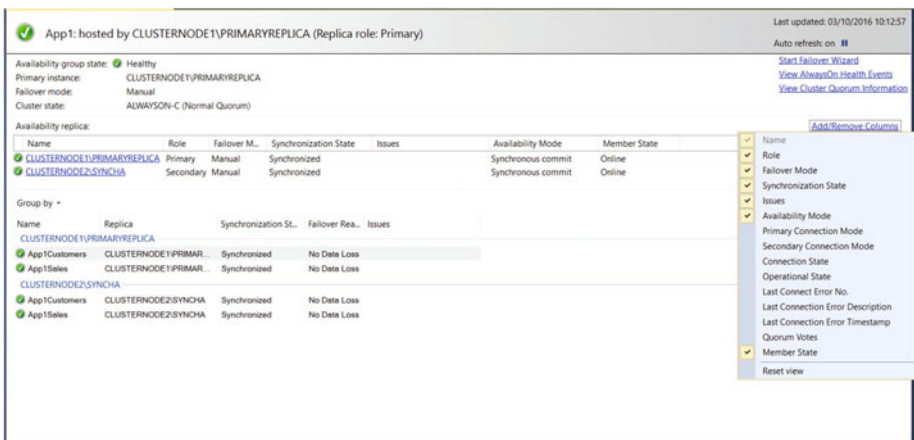 App1: hosted by CLUSTERNODE1\PRIMARYREPLICA (Replica role: Primary)
Last updated: 03/10/2016 10:12:57
Auto refresh: on
Availability group state: Healthy
Primary instance: CLUSTERNODE1\PRIMARYREPLICA
Failover mode: Manual
Cluster state: ALWAYSON-C (Normal Quorum)
Start Failover Wizard
View AlwaysOn Health Events
View Cluster Quorum Information
Availability replica:
Add/Remove Columns
Name Role Failover M... Synchronization State Issues Availability Mode Member State
CLUSTERNODE1\PRIMARYREPLICA Primary Manual Synchronized Synchronous commit Online
CLUSTERNODE2\SYNCHA Secondary Manual Synchronized Synchronous commit Online
Group by
Name Replica Synchronization St... Failover Rea... Issues
CLUSTERNODE1\PRIMARYREPLICA
App1Customers CLUSTERNODE1\PRIMAR... Synchronized No Data Loss
App1Sales CLUSTERNODE1\PRIMAR... Synchronized No Data Loss
CLUSTERNODE2\SYNCHA
App1Customers CLUSTERNODE2\SYNCHA Synchronized No Data Loss
App1Sales CLUSTERNODE2\SYNCHA Synchronized No Data Loss
Name
Role
Failover Mode
Synchronization State
Issues
Availability Mode
Primary Connection Mode
Secondary Connection Mode
Connection State
Operational State
Last Connect Error No.
Last Connection Error Description
Last Connection Error Timestamp
Quorum Votes
Member State
Reset view